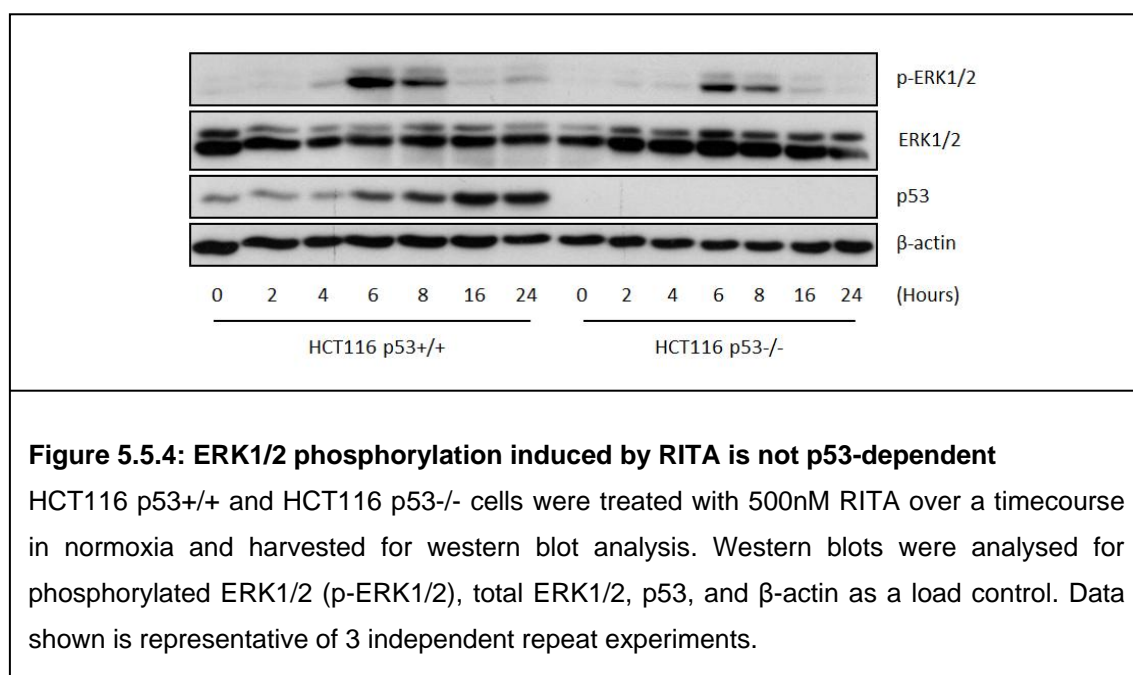 p-ERK1/2
ERK1/2
p53
β-actin
0 2 4 6 8 16 24 0 2 4 6 8 16 24 (Hours)
HCT116 p53+/+ HCT116 p53-/-
Figure 5.5.4: ERK1/2 phosphorylation induced by RITA is not p53-dependent
HCT116 p53+/+ and HCT116 p53-/- cells were treated with 500nM RITA over a timecourse
in normoxia and harvested for western blot analysis. Western blots were analysed for
phosphorylated ERK1/2 (p-ERK1/2), total ERK1/2, p53, and β-actin as a load control. Data
shown is representative of 3 independent repeat experiments.